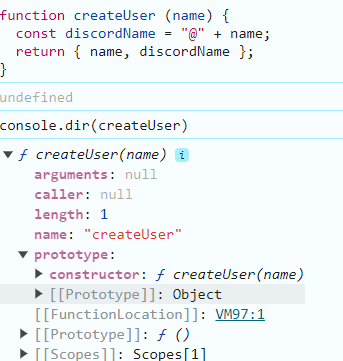 function createUser (name) {
const discordName = "@" + name;
return { name, discordName };
}
undefined
console.dir(createUser)
▼ ƒ createUser(name) i
arguments: null
caller: null
length: 1
name: "createUser"
▼ prototype:
▶ constructor: ƒ createUser(name)
▶ [[Prototype]]: Object
[[FunctionLocation]]: VM97:1
▶ [[Prototype]]: ƒ ()
▶ [[Scopes]]: Scopes[1]